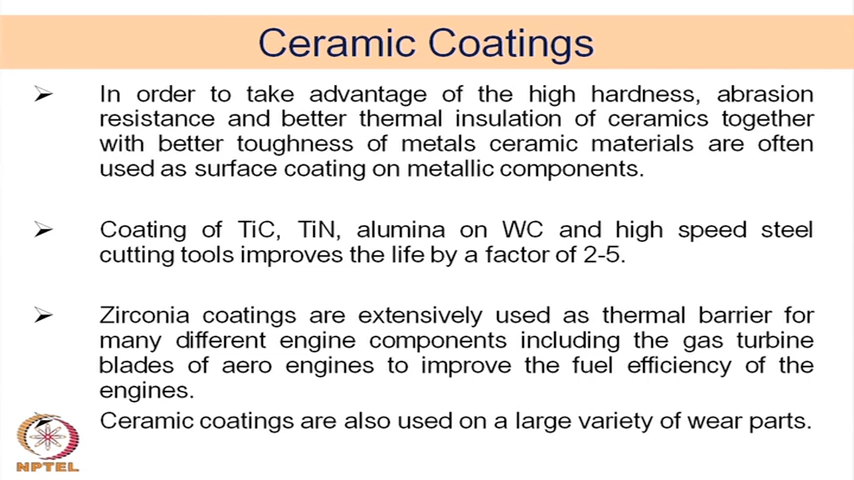 Ceramic Coatings
➢ In order to take advantage of the high hardness, abrasion
resistance and better thermal insulation of ceramics together
with better toughness of metals ceramic materials are often
used as surface coating on metallic components.
➢ Coating of TiC, TiN, alumina on WC and high speed steel
cutting tools improves the life by a factor of 2-5.
➢ Zirconia coatings are extensively used as thermal barrier for
many different engine components including the gas turbine
blades of aero engines to improve the fuel efficiency of the
engines.
Ceramic coatings are also used on a large variety of wear parts.
NPTEL